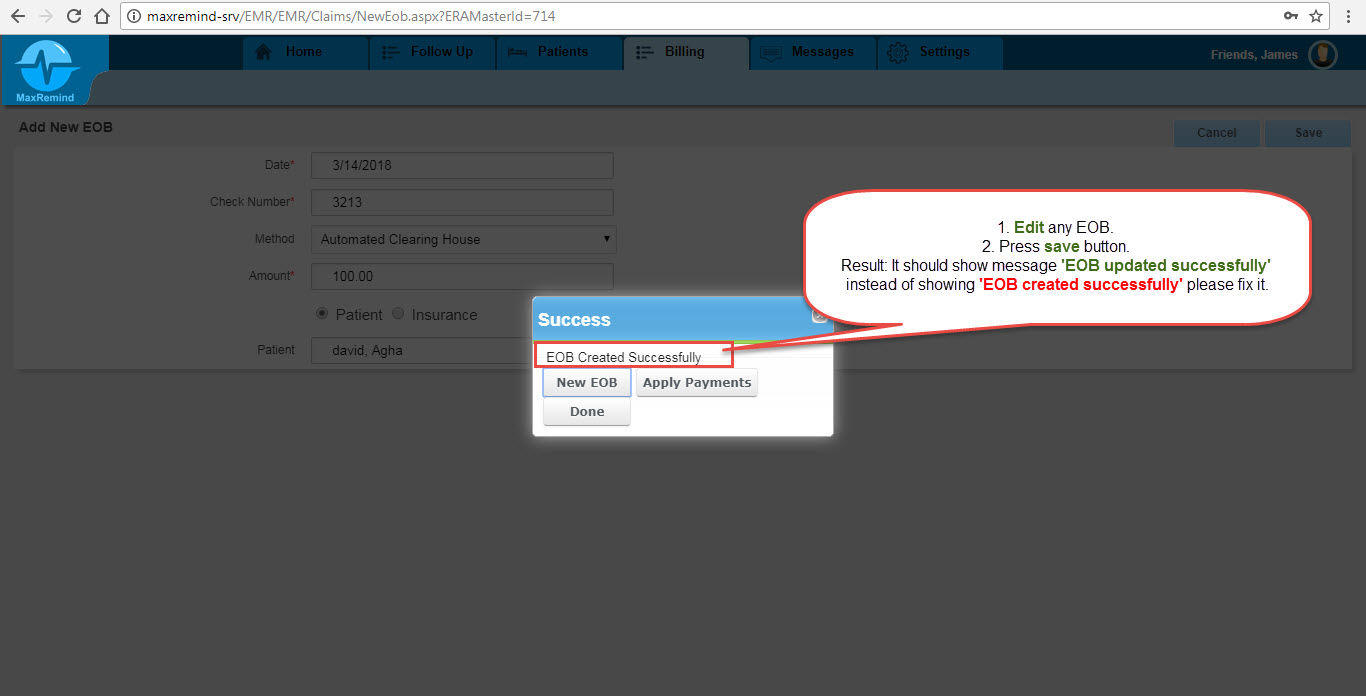 maxremind-srv/EMR/EMR/Claims/NewEob.aspx?ERAMasterId=714
Home
Follow Up
Patients
Billing
Messages
Settings
Friends, James
MaxRemind
Add New EOB
Cancel
Save
Date*
3/14/2018
Check Number*
3213
Method
Automated Clearing House
Amount*
100.00
Patient
Insurance
Patient
david, Agha
1. Edit any EOB.
2. Press save button.
Result: It should show message 'EOB updated successfully'
instead of showing 'EOB created successfully' please fix it.
Success
EOB Created Successfully
New EOB
Apply Payments
Done